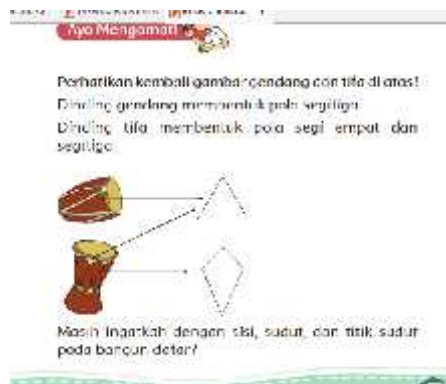 Ayo Mengamati
Perhatikan kembali gambar gendang dan tifa di atas!
Dinding gendang membentuk pola segitiga.
Dinding tifa membentuk pola segi empat dan
segitiga.
Masih ingatkah dengan sisi, sudut, dan titik sudut
pada bangun datar?